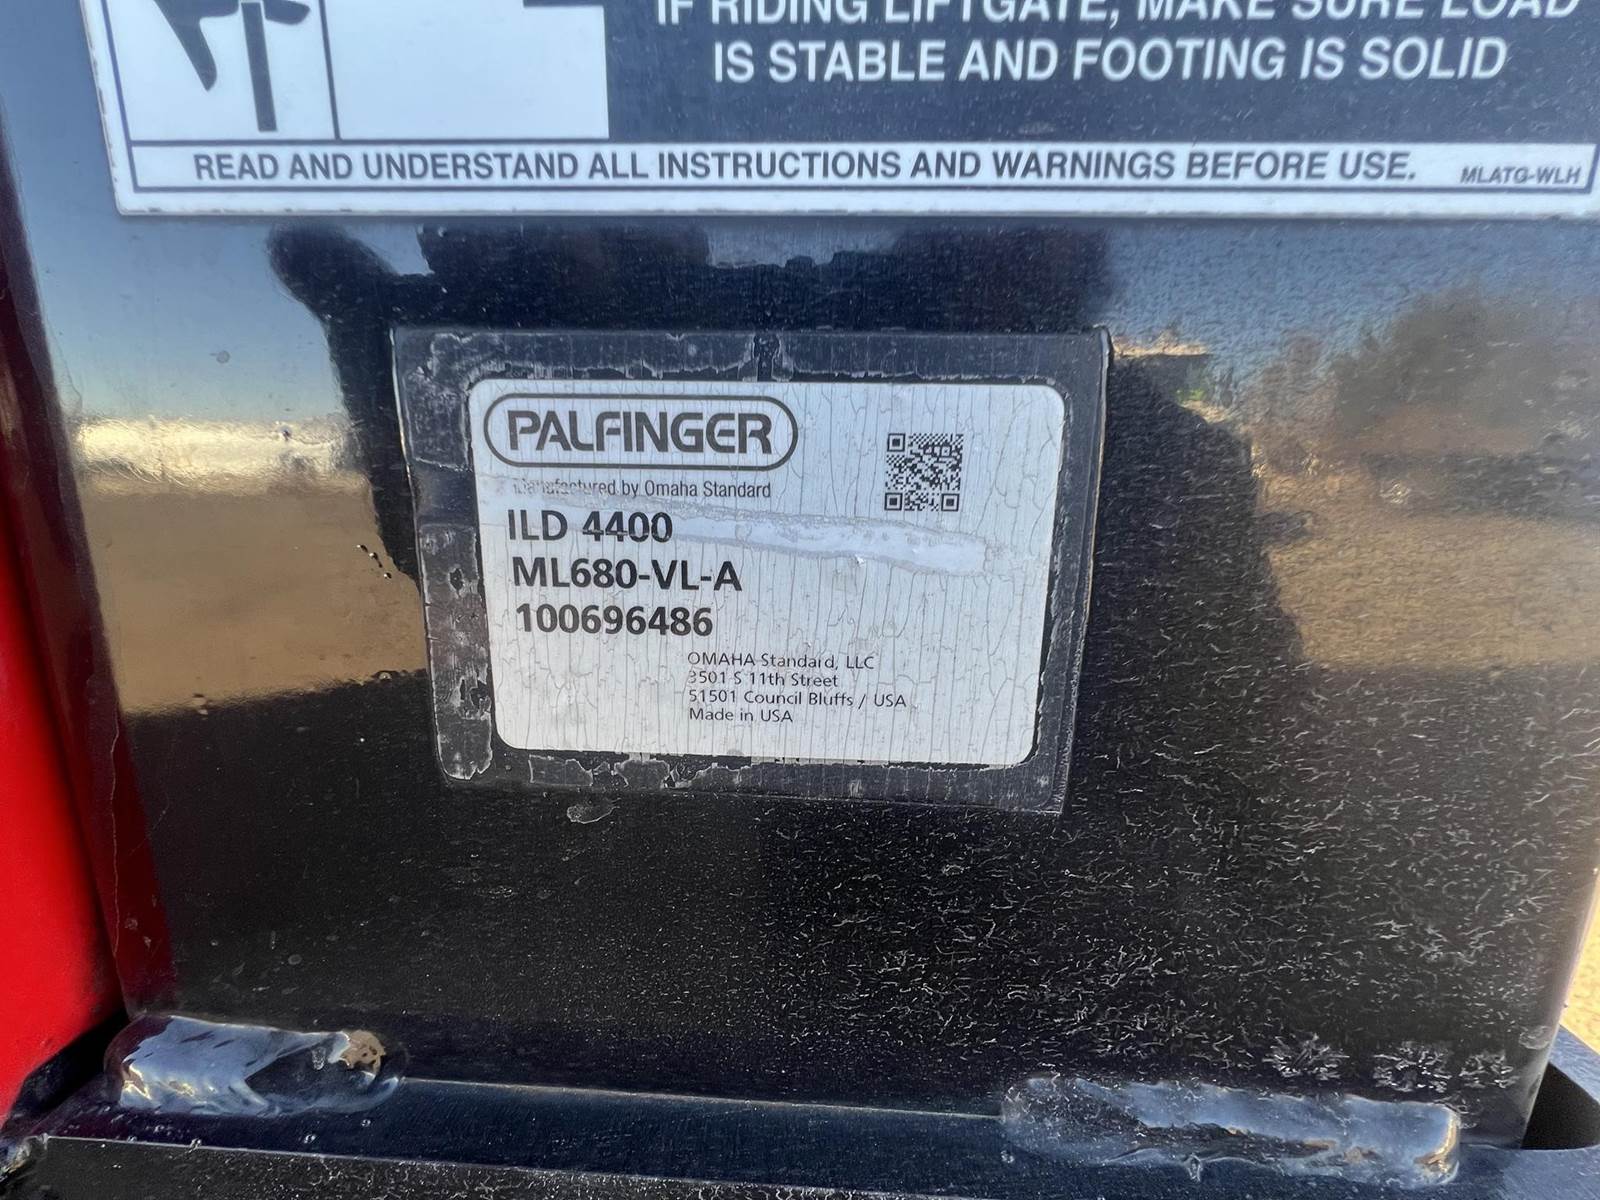 IF RIDING LIFTGATE, MAKE SURE LOAD
IS STABLE AND FOOTING IS SOLID
READ AND UNDERSTAND ALL INSTRUCTIONS AND WARNINGS BEFORE USE.
MLATG-WLH
PALFINGER
Manufactured by Omaha Standard
ILD 4400
ML680-VL-A
100696486
OMAHA Standard, LLC
3501 S 11th Street
51501 Council Bluffs / USA
Made in USA